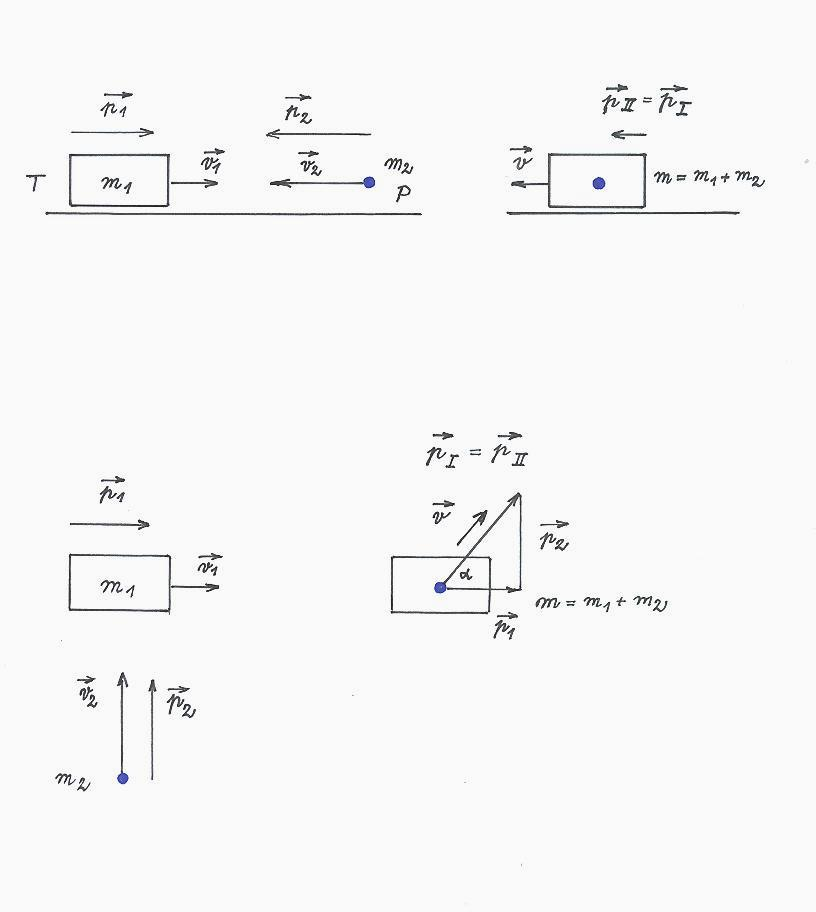 p₁
p₂
p_II = p_I
T
m₁
v₁
v₂
m₂
P
v
m = m₁ + m₂
p_I = p_II
p₁
m₁
v₁
v
α
p₂
p₁
m = m₁ + m₂
v₂
p₂
m₂